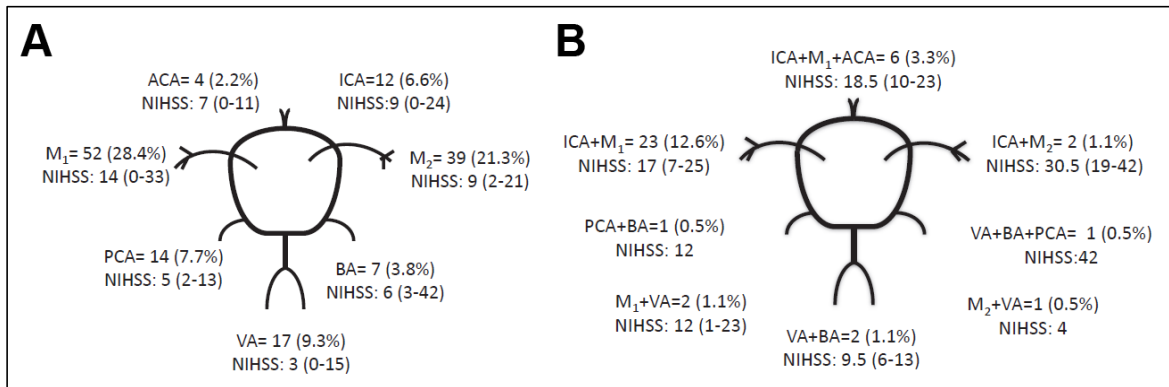 A
ACA= 4 (2.2%)
NIHSS: 7 (0-11)
ICA=12 (6.6%)
NIHSS:9 (0-24)
M₁= 52 (28.4%)
NIHSS: 14 (0-33)
M₂= 39 (21.3%)
NIHSS: 9 (2-21)
PCA= 14 (7.7%)
NIHSS: 5 (2-13)
BA= 7 (3.8%)
NIHSS: 6 (3-42)
VA= 17 (9.3%)
NIHSS: 3 (0-15)
B
ICA+M₁+ACA= 6 (3.3%)
NIHSS: 18.5 (10-23)
ICA+M₁= 23 (12.6%)
NIHSS: 17 (7-25)
ICA+M₂= 2 (1.1%)
NIHSS: 30.5 (19-42)
PCA+BA=1 (0.5%)
NIHSS: 12
VA+BA+PCA= 1 (0.5%)
NIHSS:42
M₁+VA=2 (1.1%)
NIHSS: 12 (1-23)
VA+BA=2 (1.1%)
NIHSS: 9.5 (6-13)
M₂+VA=1 (0.5%)
NIHSS: 4